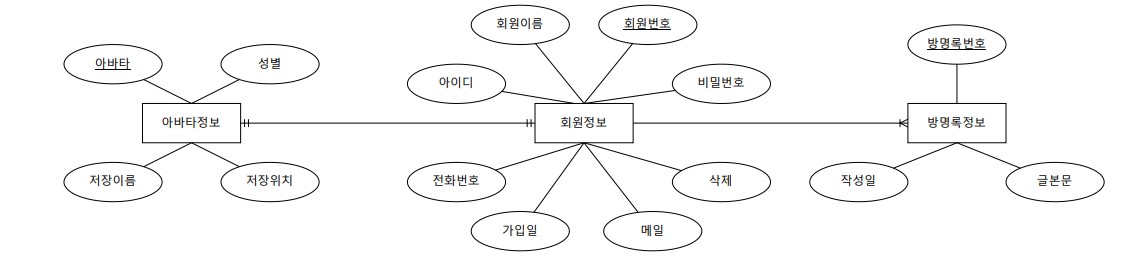 회원이름
회원번호
방명록번호
아바타
성별
아이디
비밀번호
아바타정보
회원정보
방명록정보
저장이름
저장위치
전화번호
삭제
작성일
글본문
가입일
메일